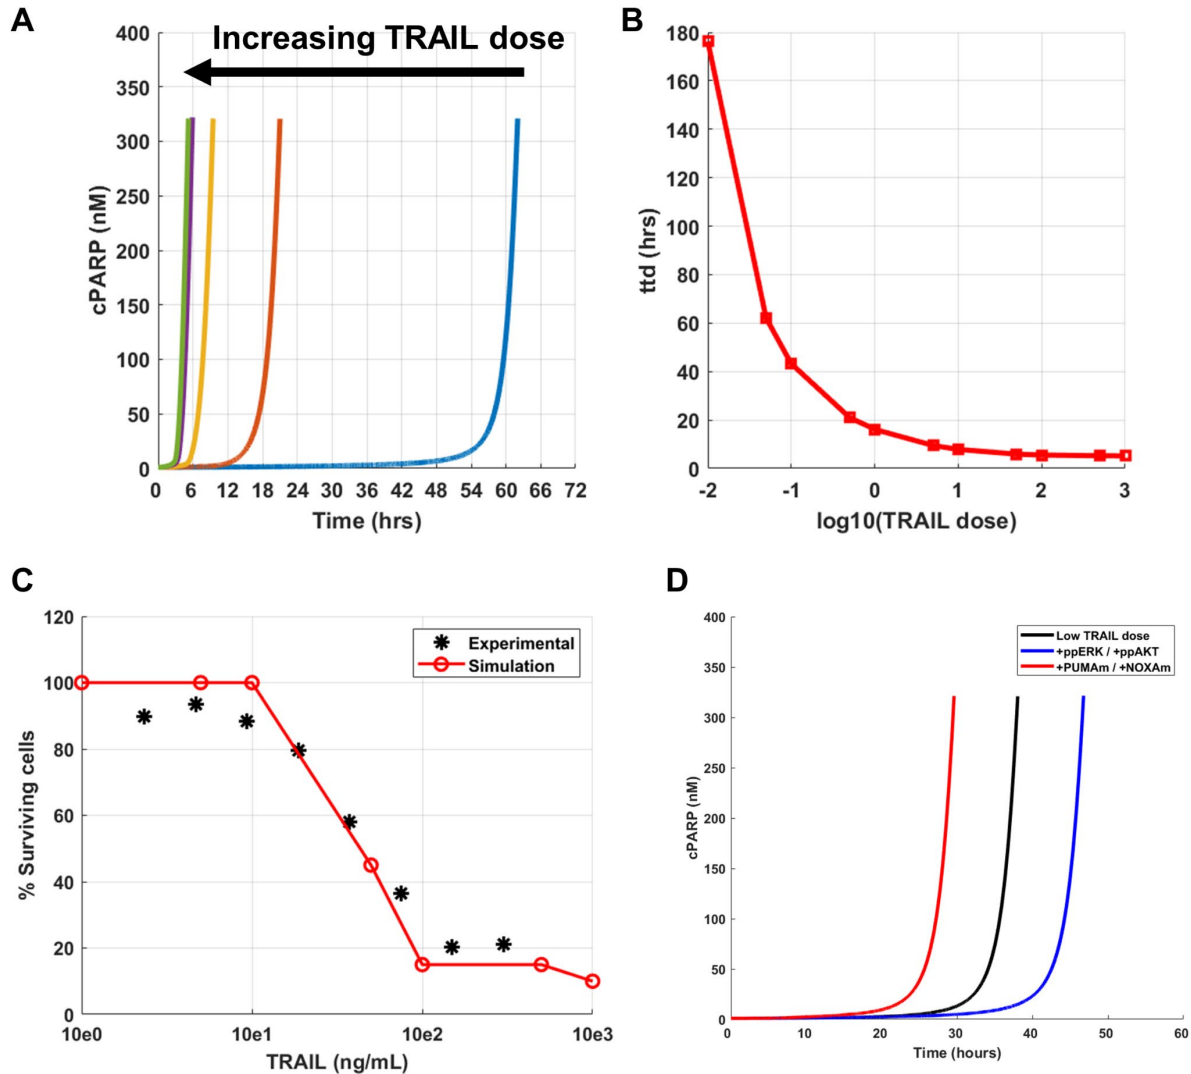 A
Increasing TRAIL dose
400
350
300
250
200
150
100
50
0
cPARP (nM)
0 6 12 18 24 30 36 42 48 54 60 66 72
Time (hrs)
B
180
160
140
120
100
80
60
40
20
0
ttd (hrs)
-2 -1 0 1 2 3
log10(TRAIL dose)
C
120
100
80
60
40
20
0
% Surviving cells
Experimental
Simulation
10e0 10e1 10e2 10e3
TRAIL (ng/mL)
D
400
350
300
250
200
150
100
50
0
cPARP (nM)
Low TRAIL dose
+ppERK / +ppAKT
+PUMAm / +NOXAm
0 10 20 30 40 50 60
Time (hours)